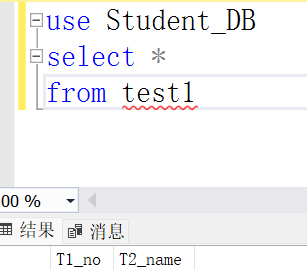 use Student_DB
select *
from test1
00 %
结果 消息
T1_no T2_name